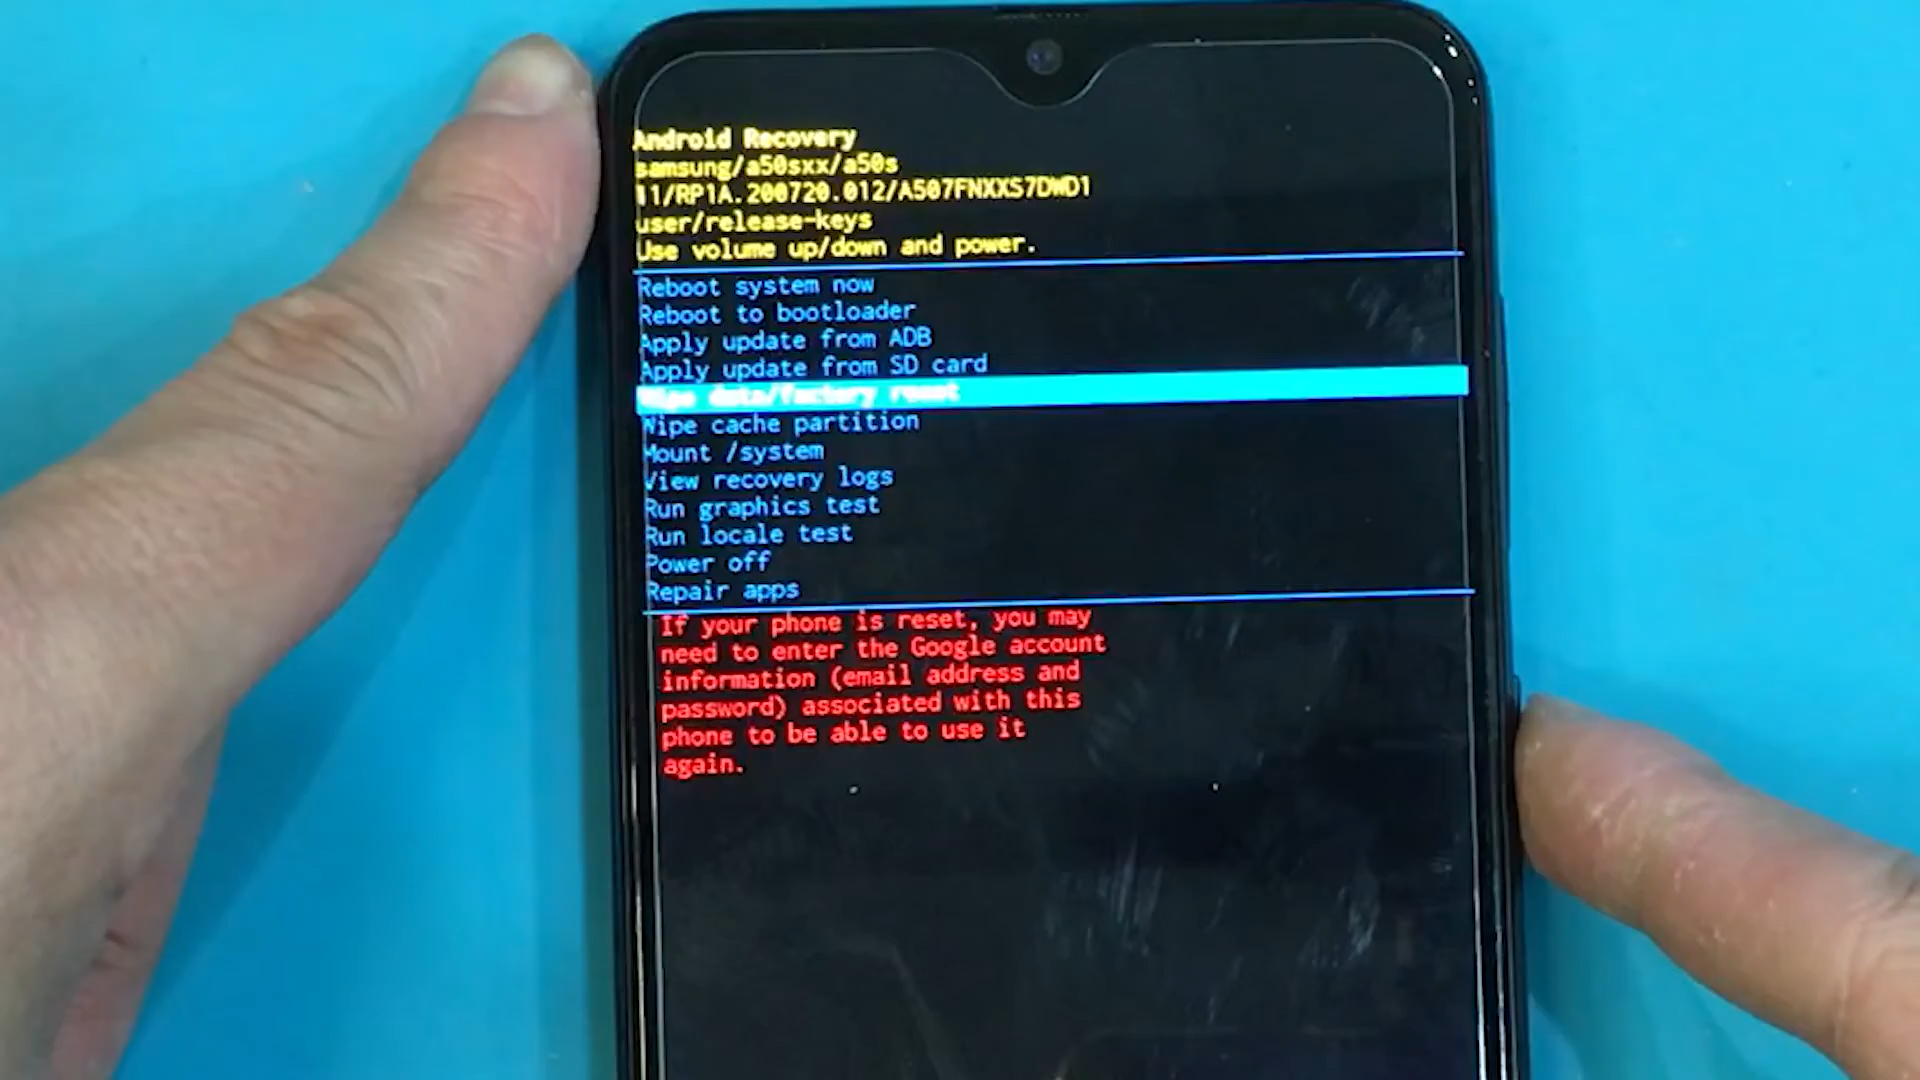 Android Recovery
samsung/a50sxx/a50s
11/RP1A.200720.012/A507FNXXS7DWD1
user/release-keys
Use volume up/down and power.
Reboot system now
Reboot to bootloader
Apply update from ADB
Apply update from SD card
Wipe data/factory reset
Wipe cache partition
Mount /system
View recovery logs
Run graphics test
Run locale test
Power off
Repair apps
If your phone is reset, you may
need to enter the Google account
information (email address and
password) associated with this
phone to be able to use it
again.